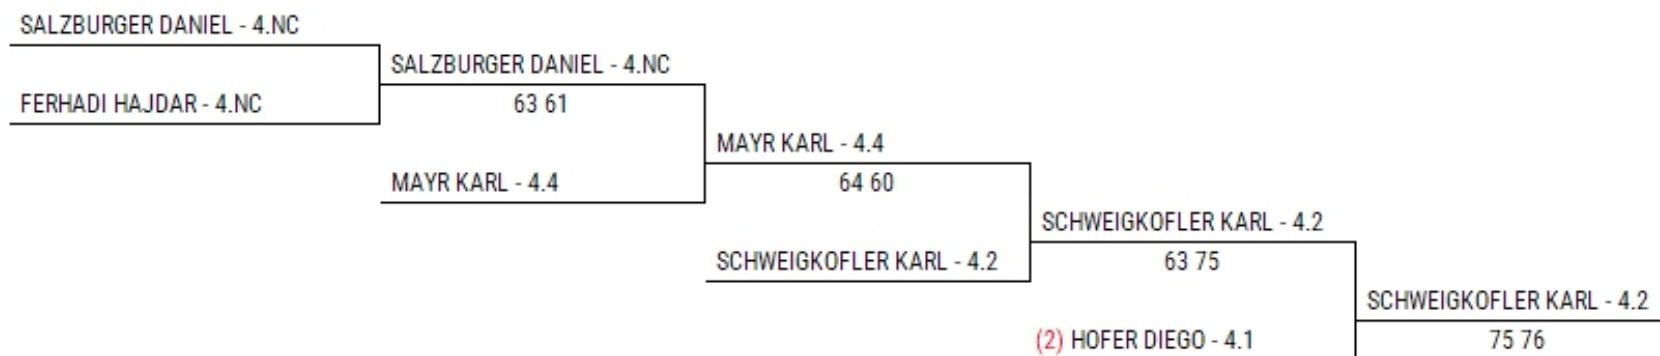 SALZBURGER DANIEL - 4.NC
SALZBURGER DANIEL - 4.NC
FERHADI HAJDAR - 4.NC
63 61
MAYR KARL - 4.4
MAYR KARL - 4.4
64 60
SCHWEIGKOFLER KARL - 4.2
SCHWEIGKOFLER KARL - 4.2
63 75
SCHWEIGKOFLER KARL - 4.2
(2) HOFER DIEGO - 4.1
75 76